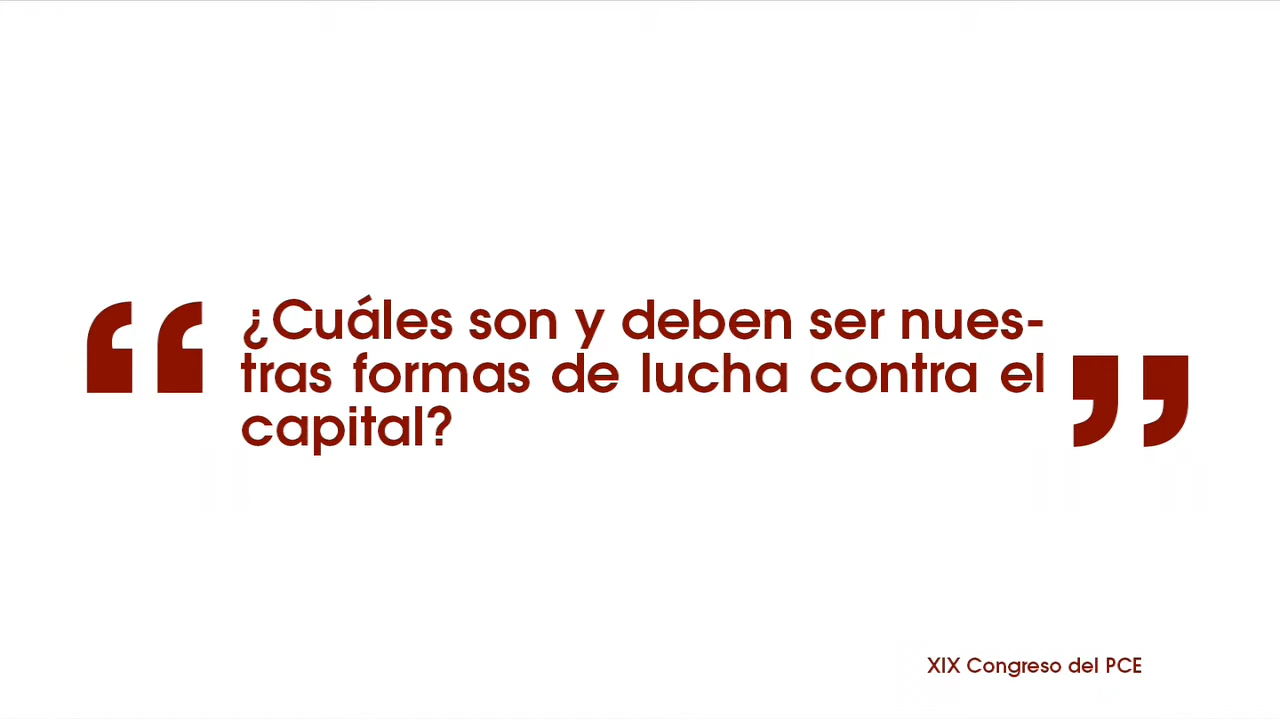 “ ¿Cuáles son y deben ser nues-
tras formas de lucha contra el
capital? ”
XIX Congreso del PCE